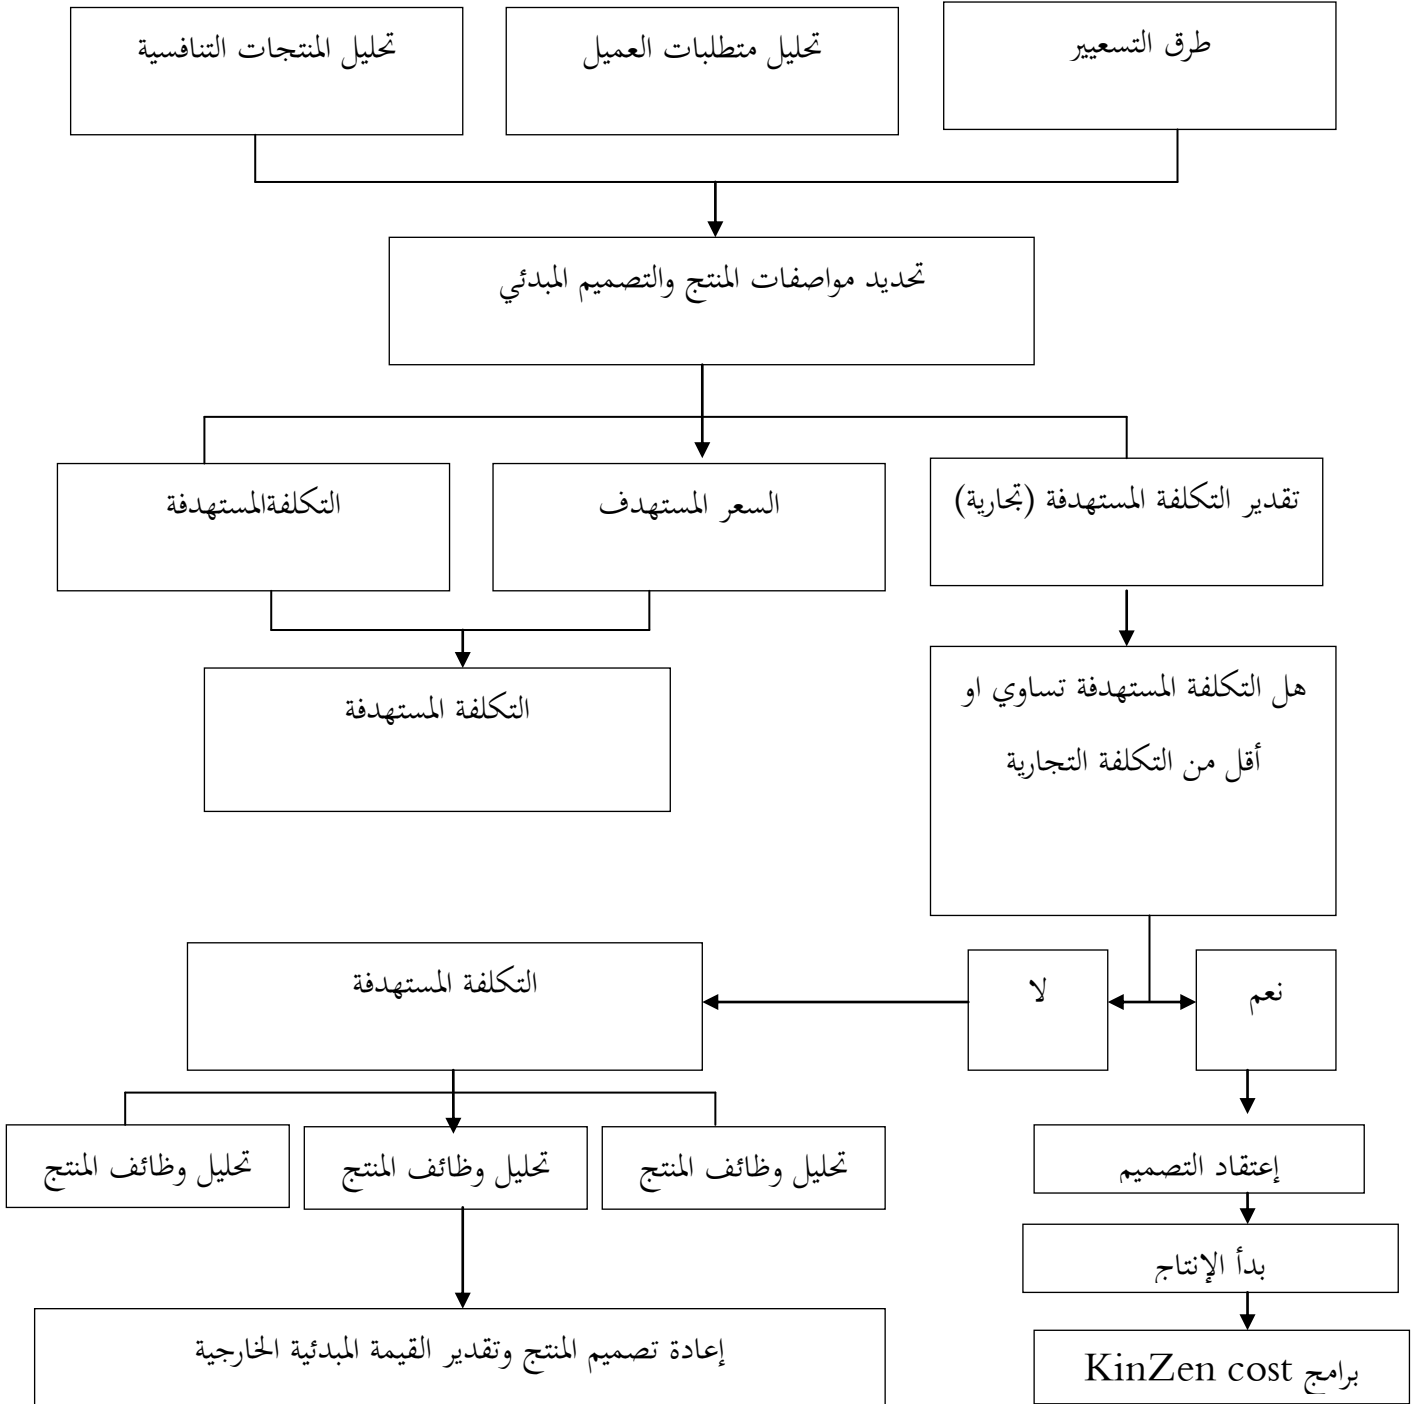 طرق التسعيير
تحليل متطلبات العميل
تحليل المنتجات التنافسية
تحديد مواصفات المنتج والتصميم المبدئي
تقدير التكلفة المستهدفة (تجارية)
السعر المستهدف
التكلفةالمستهدفة
هل التكلفة المستهدفة تساوي او
أقل من التكلفة التجارية
التكلفة المستهدفة
نعم
لا
التكلفة المستهدفة
تحليل وظائف المنتج
تحليل وظائف المنتج
تحليل وظائف المنتج
إعتقاد التصميم
بدأ الإنتاج
برامج KinZen cost
إعادة تصميم المنتج وتقدير القيمة المبدئية الخارجية